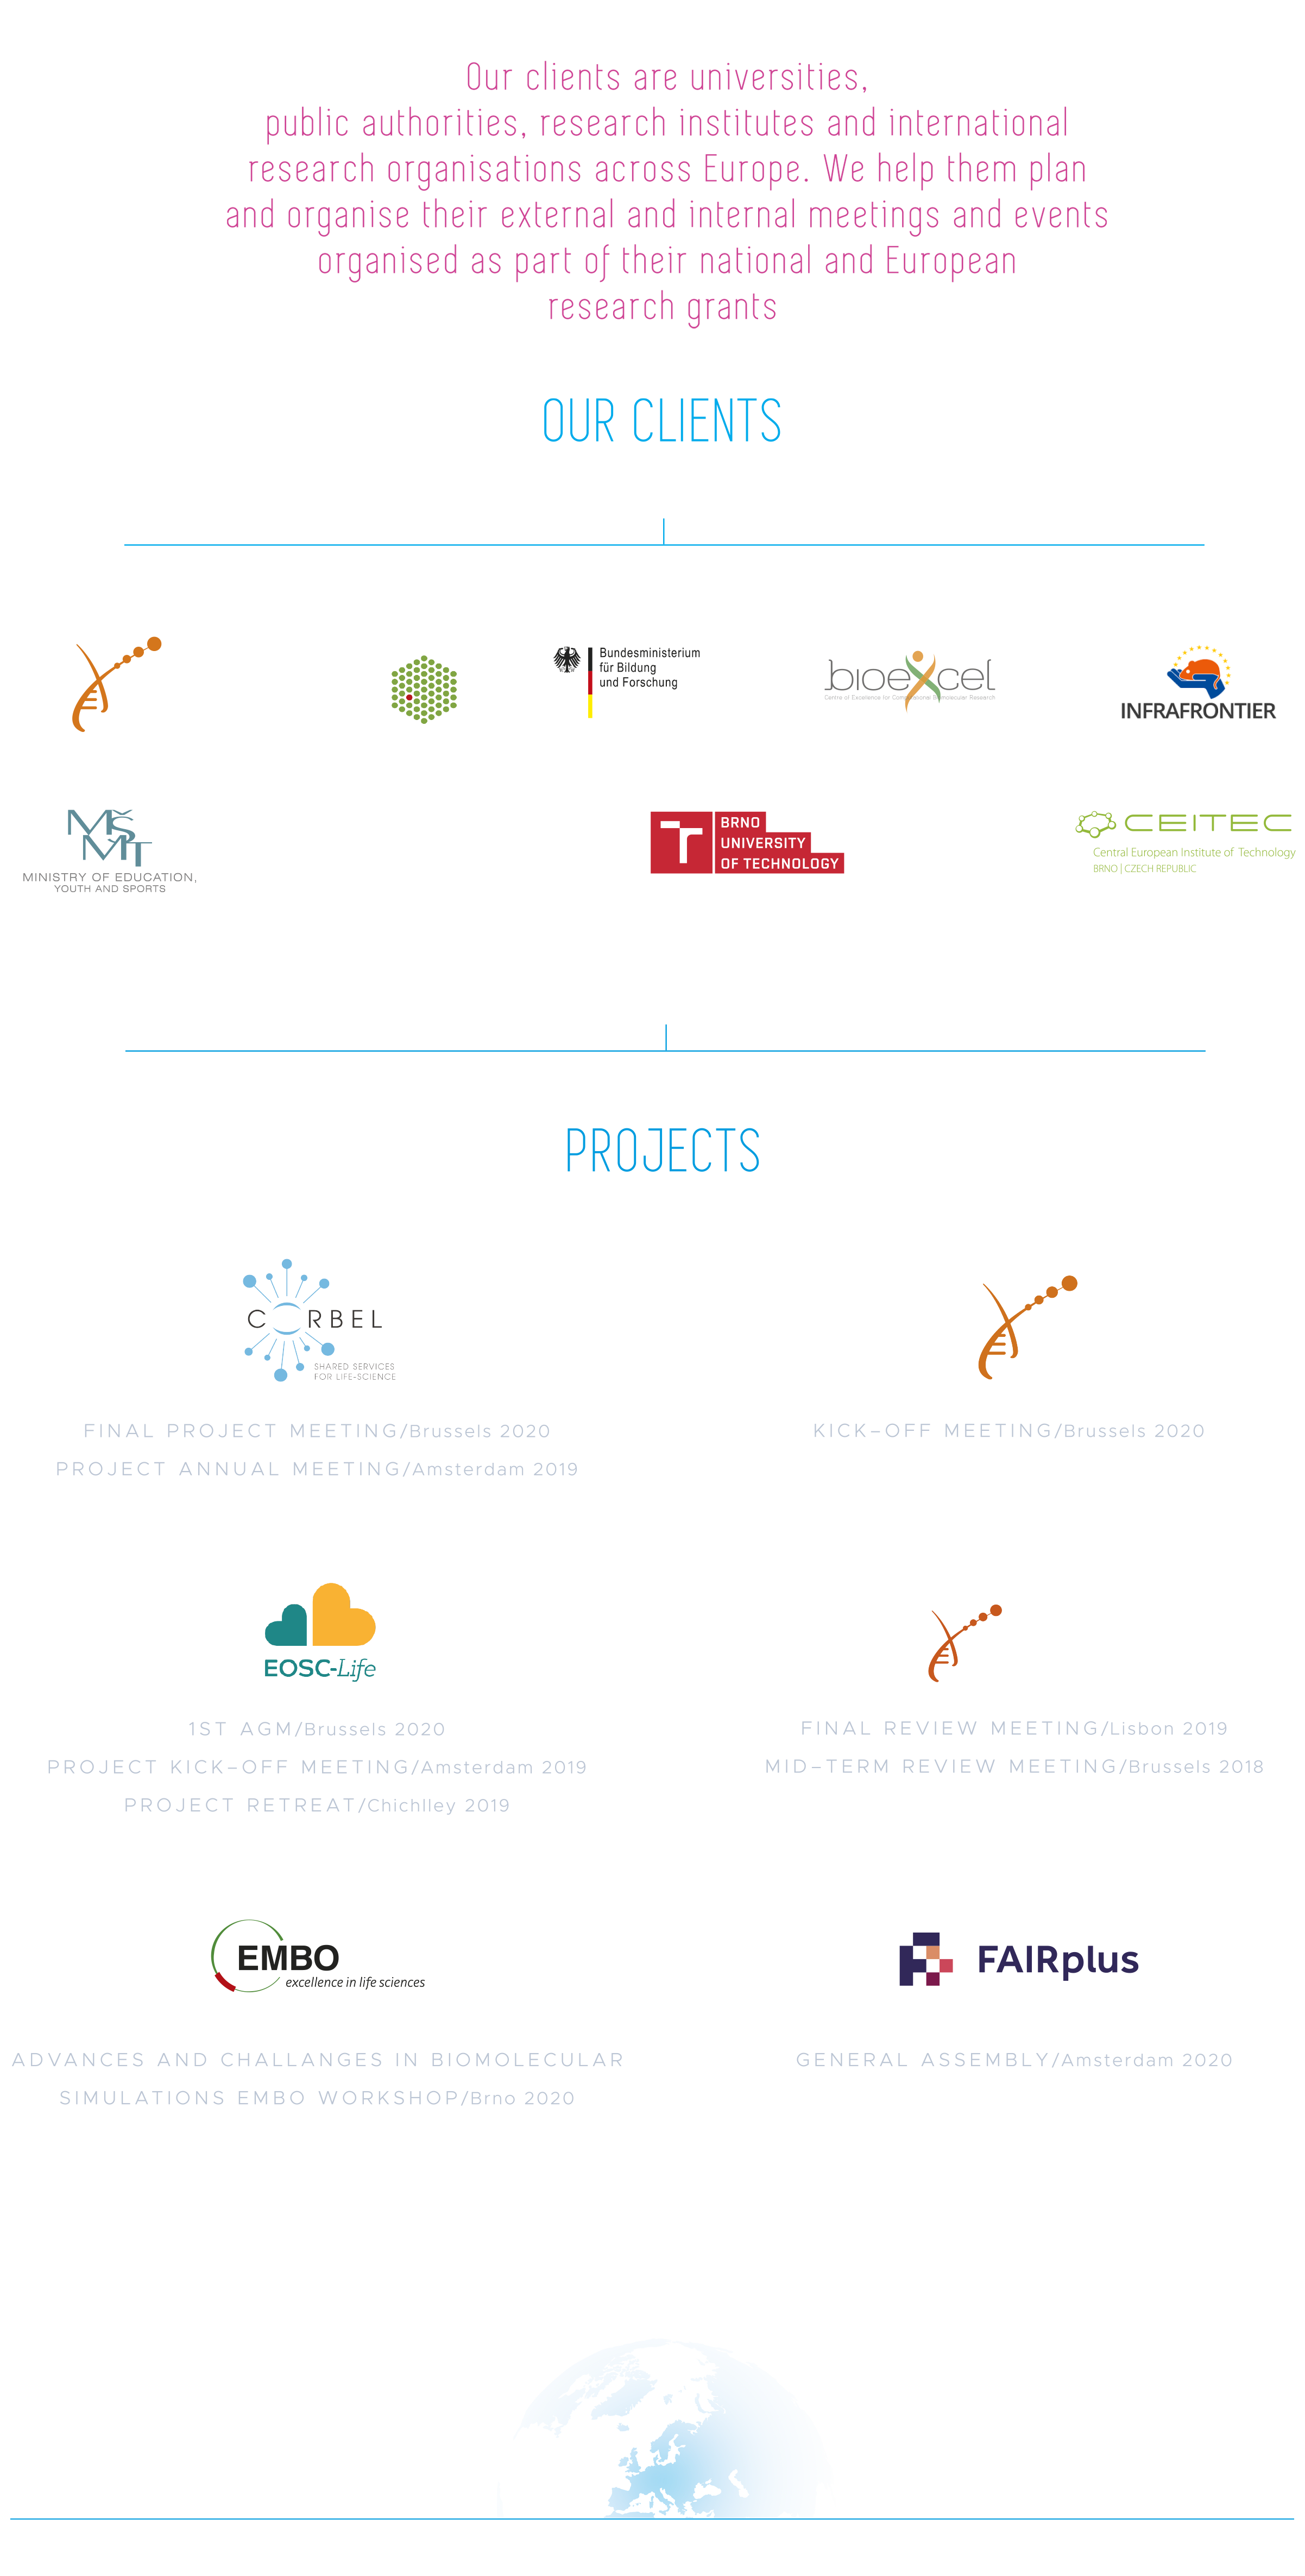 Our clients are universities,
public authorities, research institutes and international
research organisations across Europe. We help them plan
and organise their external and internal meetings and events
organised as part of their national and European
research grants
OUR CLIENTS
Bundesministerium
für Bildung
und Forschung
bioexcel
Centre of Excellence for Computational Biomolecular Research
INFRAFRONTIER
MŠMT
MINISTRY OF EDUCATION,
YOUTH AND SPORTS
T
BRNO
UNIVERSITY
OF TECHNOLOGY
CEITEC
Central European Institute of Technology
BRNO | CZECH REPUBLIC
PROJECTS
CORBEL
SHARED SERVICES
FOR LIFE-SCIENCE
FINAL PROJECT MEETING/Brussels 2020
PROJECT ANNUAL MEETING/Amsterdam 2019
KICK-OFF MEETING/Brussels 2020
EOSC-Life
1ST AGM/Brussels 2020
PROJECT KICK-OFF MEETING/Amsterdam 2019
PROJECT RETREAT/Chichlley 2019
FINAL REVIEW MEETING/Lisbon 2019
MID-TERM REVIEW MEETING/Brussels 2018
EMBO
excellence in life sciences
ADVANCES AND CHALLANGES IN BIOMOLECULAR
SIMULATIONS EMBO WORKSHOP/Brno 2020
FAIRplus
GENERAL ASSEMBLY/Amsterdam 2020